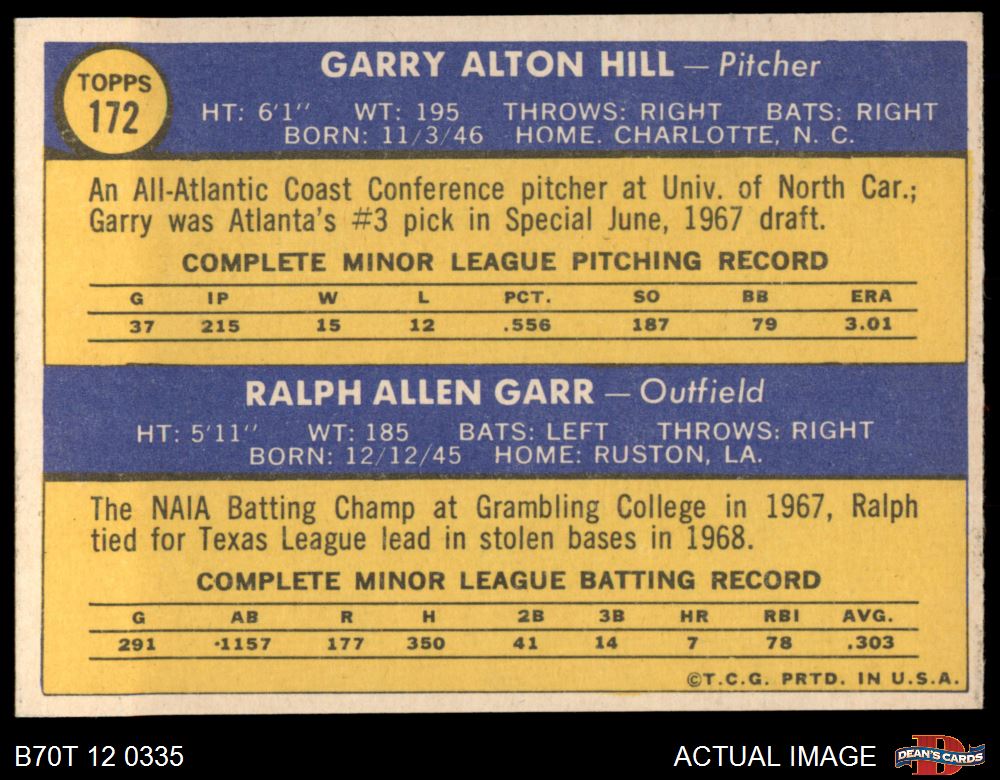 TOPPS
172
GARRY ALTON HILL — Pitcher
HT: 6'1" WT: 195 THROWS: RIGHT BATS: RIGHT
BORN: 11/3/46 HOME. CHARLOTTE, N. C.
An All-Atlantic Coast Conference pitcher at Univ. of North Car.;
Garry was Atlanta's #3 pick in Special June, 1967 draft.
COMPLETE MINOR LEAGUE PITCHING RECORD
G IP W L PCT. SO BB ERA
37 215 15 12 .556 187 79 3.01
RALPH ALLEN GARR — Outfield
HT: 5'11" WT: 185 BATS: LEFT THROWS: RIGHT
BORN: 12/12/45 HOME: RUSTON, LA.
The NAIA Batting Champ at Grambling College in 1967, Ralph
tied for Texas League lead in stolen bases in 1968.
COMPLETE MINOR LEAGUE BATTING RECORD
G AB R H 2B 3B HR RBI AVG.
291 ·1157 177 350 41 14 7 78 .303
©T.C.G. PRTD. IN U.S.A.
B70T 12 0335
ACTUAL IMAGE
D
DEAN'S CARDS